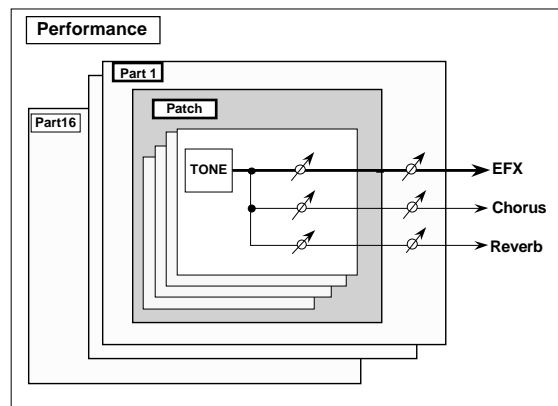 Performance
Part 1
Patch
Part16
TONE
EFX
Chorus
Reverb